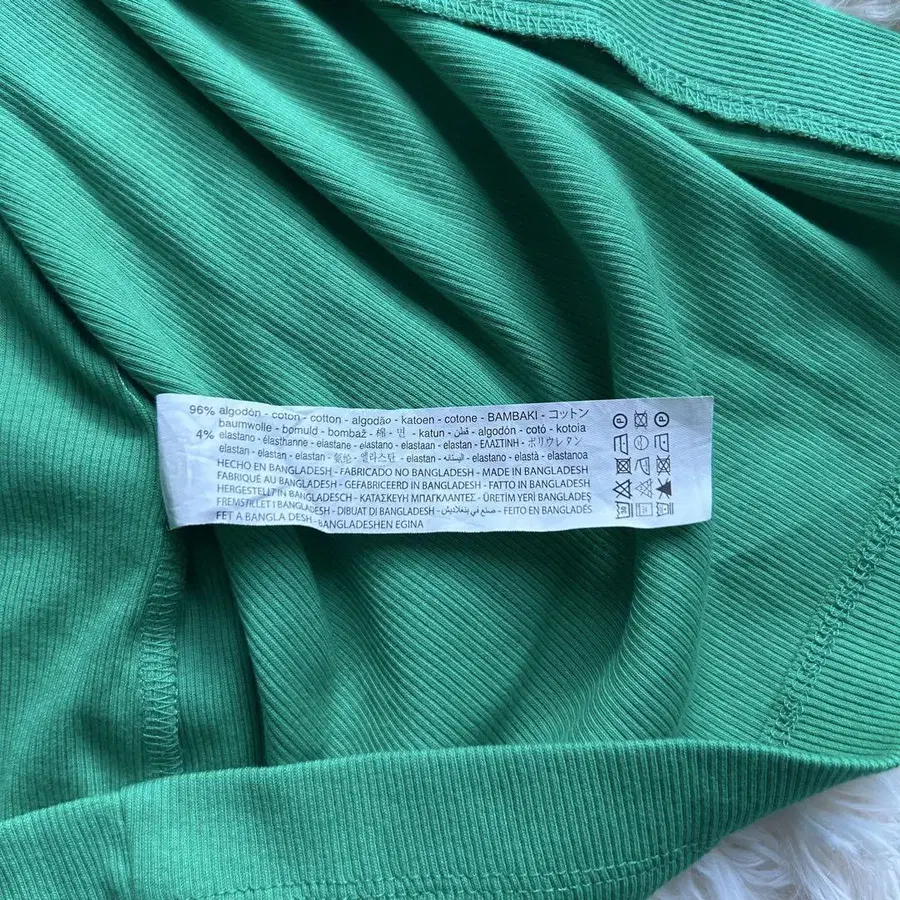 96% algodón - coton - cotton - algodão - katoen - cotone - BAMBAKI - コットン
baumwolle - bomuld - bombaž - 棉 - 면 - katun - قطن - algodón - cotó - kotoia
4% elastano - élasthanne - elastane - elastano - elastaan - elastan - ΕΛΑΣΤΙΝΗ - ポリウレタン
elastan - elastan - elastan - 氨纶 - 엘라스탄 - elastan - الیستانه - elastano - elastà - elastanoa
HECHO EN BANGLADESH - FABRICADO NO BANGLADESH - MADE IN BANGLADESH
FABRIQUÉ AU BANGLADESH - GEFABRICEERD IN BANGLADESH - FATTO IN BANGLADESH
HERGESTELLT IN BANGLADESCH - ΚΑΤΑΣΚΕΥΗ ΜΠΑΓΚΛΑΝΤΕΣ - ÜRETİM YERİ BANGLADEŞ
FREMSTILLET I BANGLADESH - DIBUAT DI BANGLADESH - صنع في بنغلاديش - FEITO EN BANGLADÉS
FET A BANGLA DESH - BANGLADESHEN EGINA